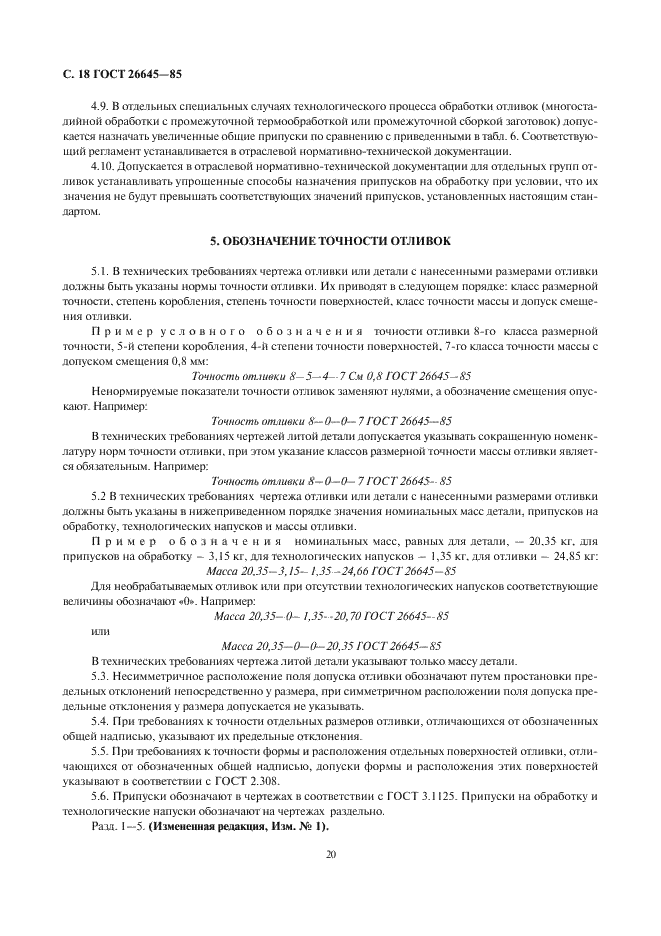 С. 18 ГОСТ 26645—85
4.9. В отдельных специальных случаях технологического процесса обработки отливок (многоста-
дийной обработки с промежуточной термообработкой или промежуточной сборкой заготовок) допус-
кается назначать увеличенные общие припуски по сравнению с приведенными в табл. 6. Соответствую-
щий регламент устанавливается в отраслевой нормативно-технической документации.
4.10. Допускается в отраслевой нормативно-технической документации для отдельных групп от-
ливок устанавливать упрощенные способы назначения припусков на обработку при условии, что их
значения не будут превышать соответствующих значений припусков, установленных настоящим стан-
дартом.
5. ОБОЗНАЧЕНИЕ ТОЧНОСТИ ОТЛИВОК
5.1. В технических требованиях чертежа отливки или детали с нанесенными размерами отливки
должны быть указаны нормы точности отливки. Их приводят в следующем порядке: класс размерной
точности, степень коробления, степень точности поверхностей, класс точности массы и допуск смеще-
ния отливки.
Пример условного обозначения точности отливки 8-го класса размерной
точности, 5-й степени коробления, 4-й степени точности поверхностей, 7-го класса точности массы с
допуском смещения 0,8 мм:
Точность отливки 8—5—4—7 См 0,8 ГОСТ 26645—85
Ненормируемые показатели точности отливок заменяют нулями, а обозначение смещения опус-
кают. Например:
Точность отливки 8—0—0—7 ГОСТ 26645—85
В технических требованиях чертежей литой детали допускается указывать сокращенную номенк-
латуру норм точности отливки, при этом указание классов размерной точности массы отливки являет-
ся обязательным. Например:
Точность отливки 8—0—0—7 ГОСТ 26645—85
5.2 В технических требованиях чертежа отливки или детали с нанесенными размерами отливки
должны быть указаны в нижеприведенном порядке значения номинальных масс детали, припусков на
обработку, технологических напусков и массы отливки.
Пример обозначения номинальных масс, равных для детали, — 20,35 кг, для
припусков на обработку — 3,15 кг, для технологических напусков — 1,35 кг, для отливки — 24,85 кг:
Масса 20,35—3,15—1,35—24,66 ГОСТ 26645—85
Для необрабатываемых отливок или при отсутствии технологических напусков соответствующие
величины обозначают «0». Например:
Масса 20,35—0—1,35—20,70 ГОСТ 26645—85
или
Масса 20,35—0—0—20,35 ГОСТ 26645—85
В технических требованиях чертежа литой детали указывают только массу детали.
5.3. Несимметричное расположение поля допуска отливки обозначают путем простановки пре-
дельных отклонений непосредственно у размера, при симметричном расположении поля допуска пре-
дельные отклонения у размера допускается не указывать.
5.4. При требованиях к точности отдельных размеров отливки, отличающихся от обозначенных
общей надписью, указывают их предельные отклонения.
5.5. При требованиях к точности формы и расположения отдельных поверхностей отливки, отли-
чающихся от обозначенных общей надписью, допуски формы и расположения этих поверхностей
указывают в соответствии с ГОСТ 2.308.
5.6. Припуски обозначают в чертежах в соответствии с ГОСТ 3.1125. Припуски на обработку и
технологические напуски обозначают на чертежах раздельно.
Разд. 1—5. (Измененная редакция, Изм. № 1).
20